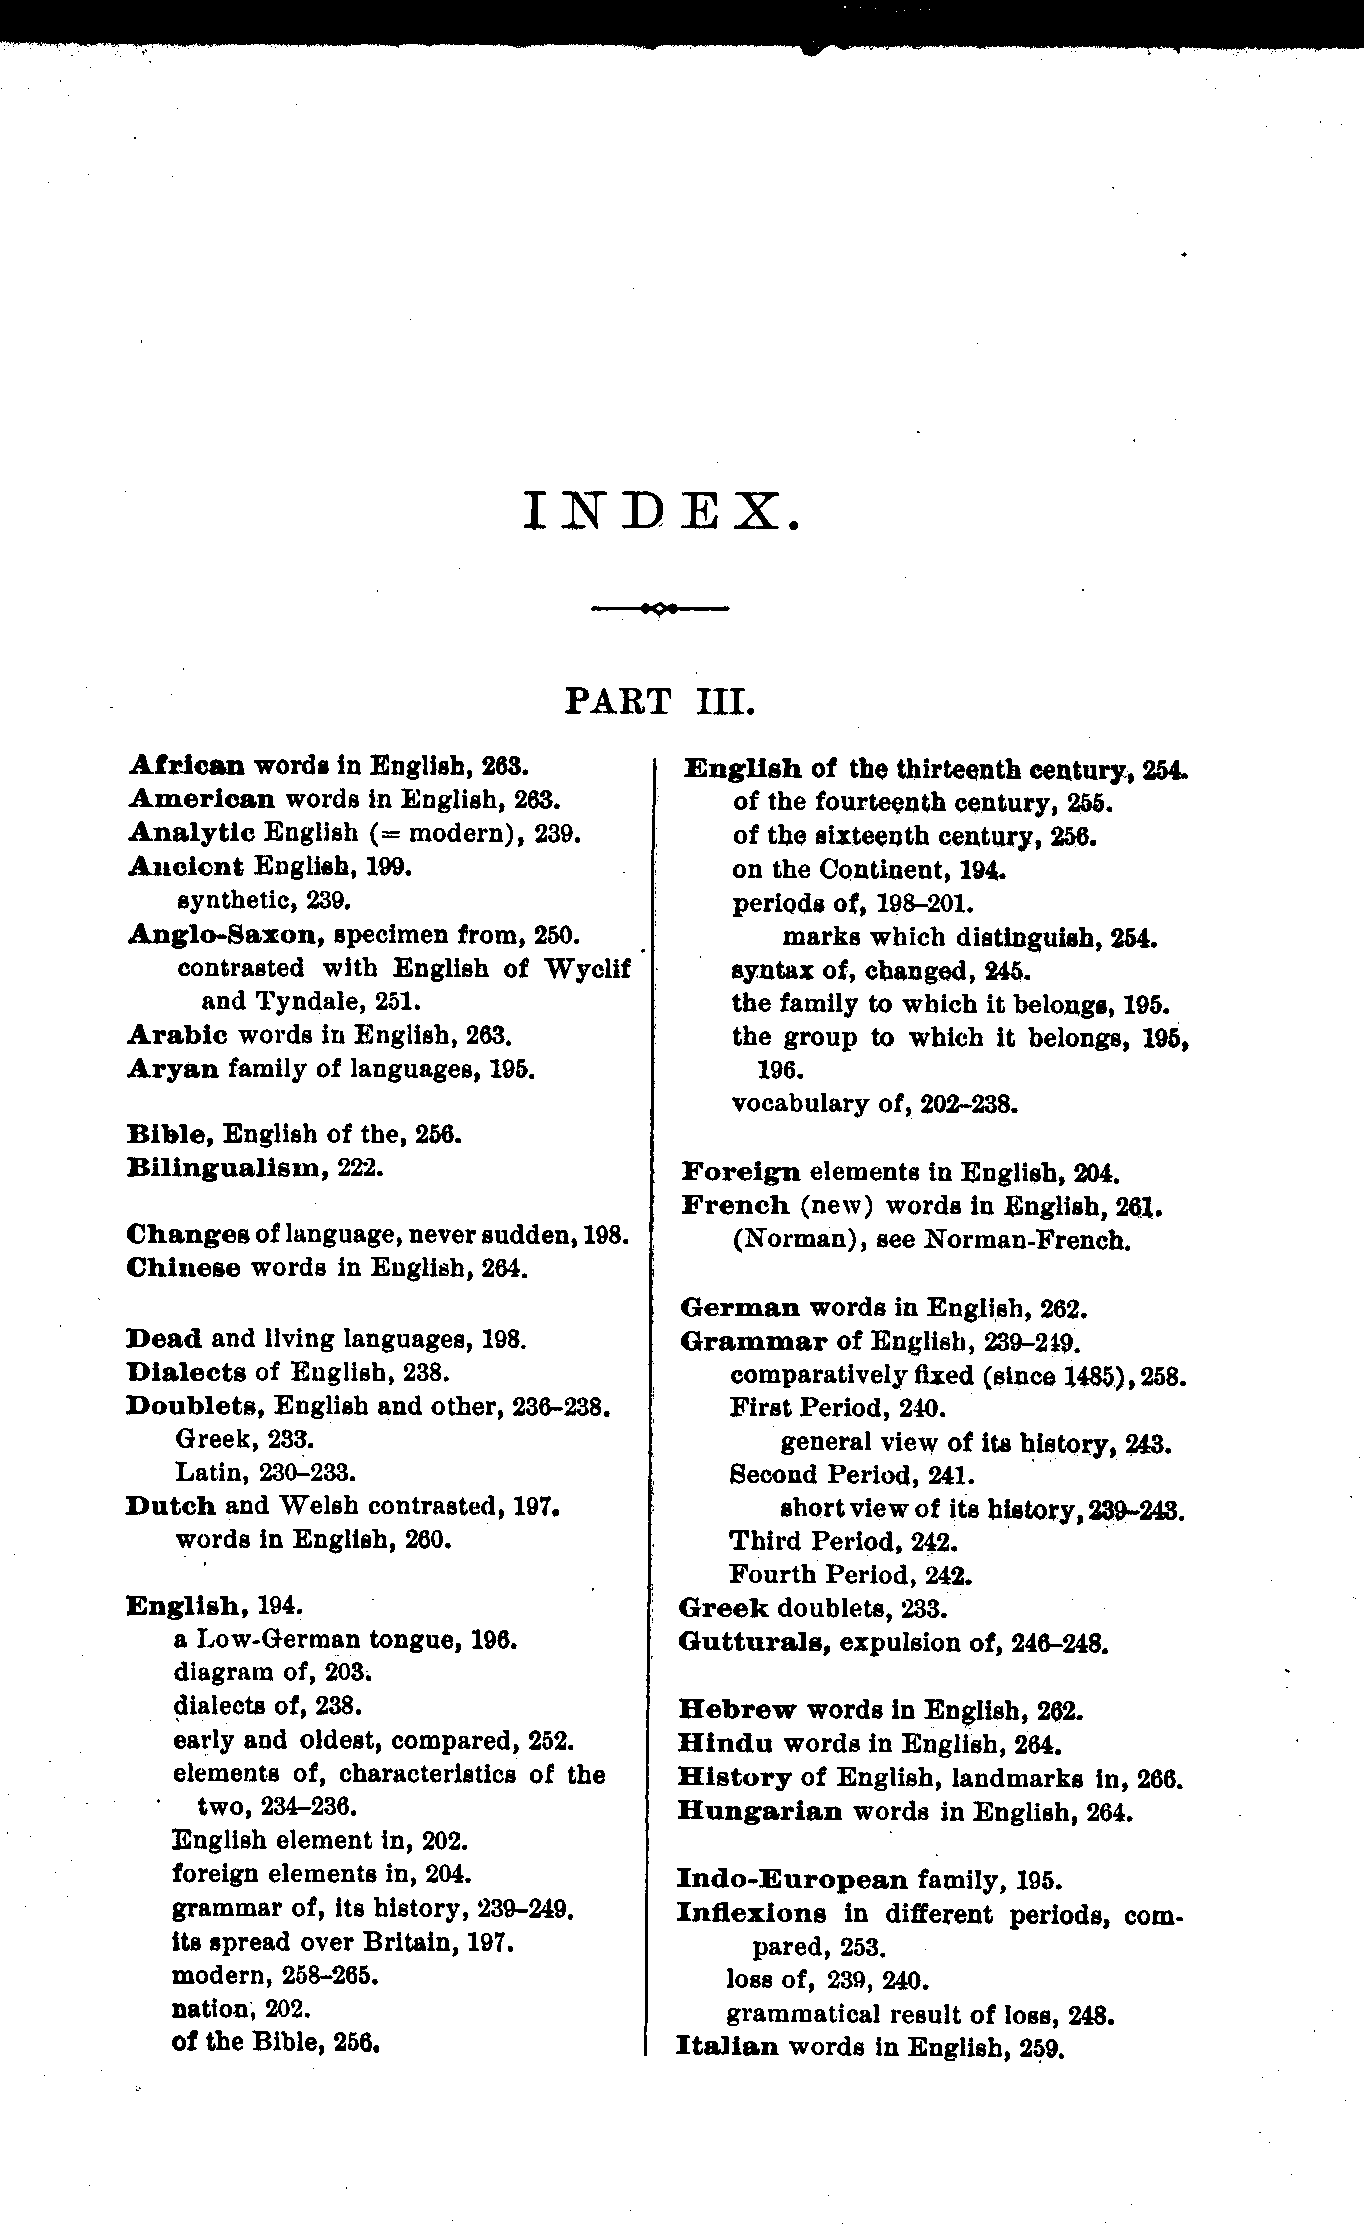 INDEX.
PART III.
African words in English, 263.
American words in English, 263.
Analytic English (= modern), 239.
Ancient English, 199.
synthetic, 239.
Anglo-Saxon, specimen from, 250.
contrasted with English of Wyclif
and Tyndale, 251.
Arabic words in English, 263.
Aryan family of languages, 195.
Bible, English of the, 256.
Bilingualism, 222.
Changes of language, never sudden, 198.
Chinese words in English, 264.
Dead and living languages, 198.
Dialects of English, 238.
Doublets, English and other, 236–238.
Greek, 233.
Latin, 230–233.
Dutch and Welsh contrasted, 197.
words in English, 260.
English, 194.
a Low-German tongue, 196.
diagram of, 203.
dialects of, 238.
early and oldest, compared, 252.
elements of, characteristics of the
two, 234–236.
English element in, 202.
foreign elements in, 204.
grammar of, its history, 239–249.
its spread over Britain, 197.
modern, 258–265.
nation, 202.
of the Bible, 256.
English of the thirteenth century, 254.
of the fourteenth century, 255.
of the sixteenth century, 256.
on the Continent, 194.
periods of, 198–201.
marks which distinguish, 254.
syntax of, changed, 245.
the family to which it belongs, 195.
the group to which it belongs, 195,
196.
vocabulary of, 202–238.
Foreign elements in English, 204.
French (new) words in English, 261.
(Norman), see Norman-French.
German words in English, 262.
Grammar of English, 239–249.
comparatively fixed (since 1485), 258.
First Period, 240.
general view of its history, 243.
Second Period, 241.
short view of its history, 239–243.
Third Period, 242.
Fourth Period, 242.
Greek doublets, 233.
Gutturals, expulsion of, 246–248.
Hebrew words in English, 262.
Hindu words in English, 264.
History of English, landmarks in, 266.
Hungarian words in English, 264.
Indo-European family, 195.
Inflexions in different periods, com-
pared, 253.
loss of, 239, 240.
grammatical result of loss, 248.
Italian words in English, 259.